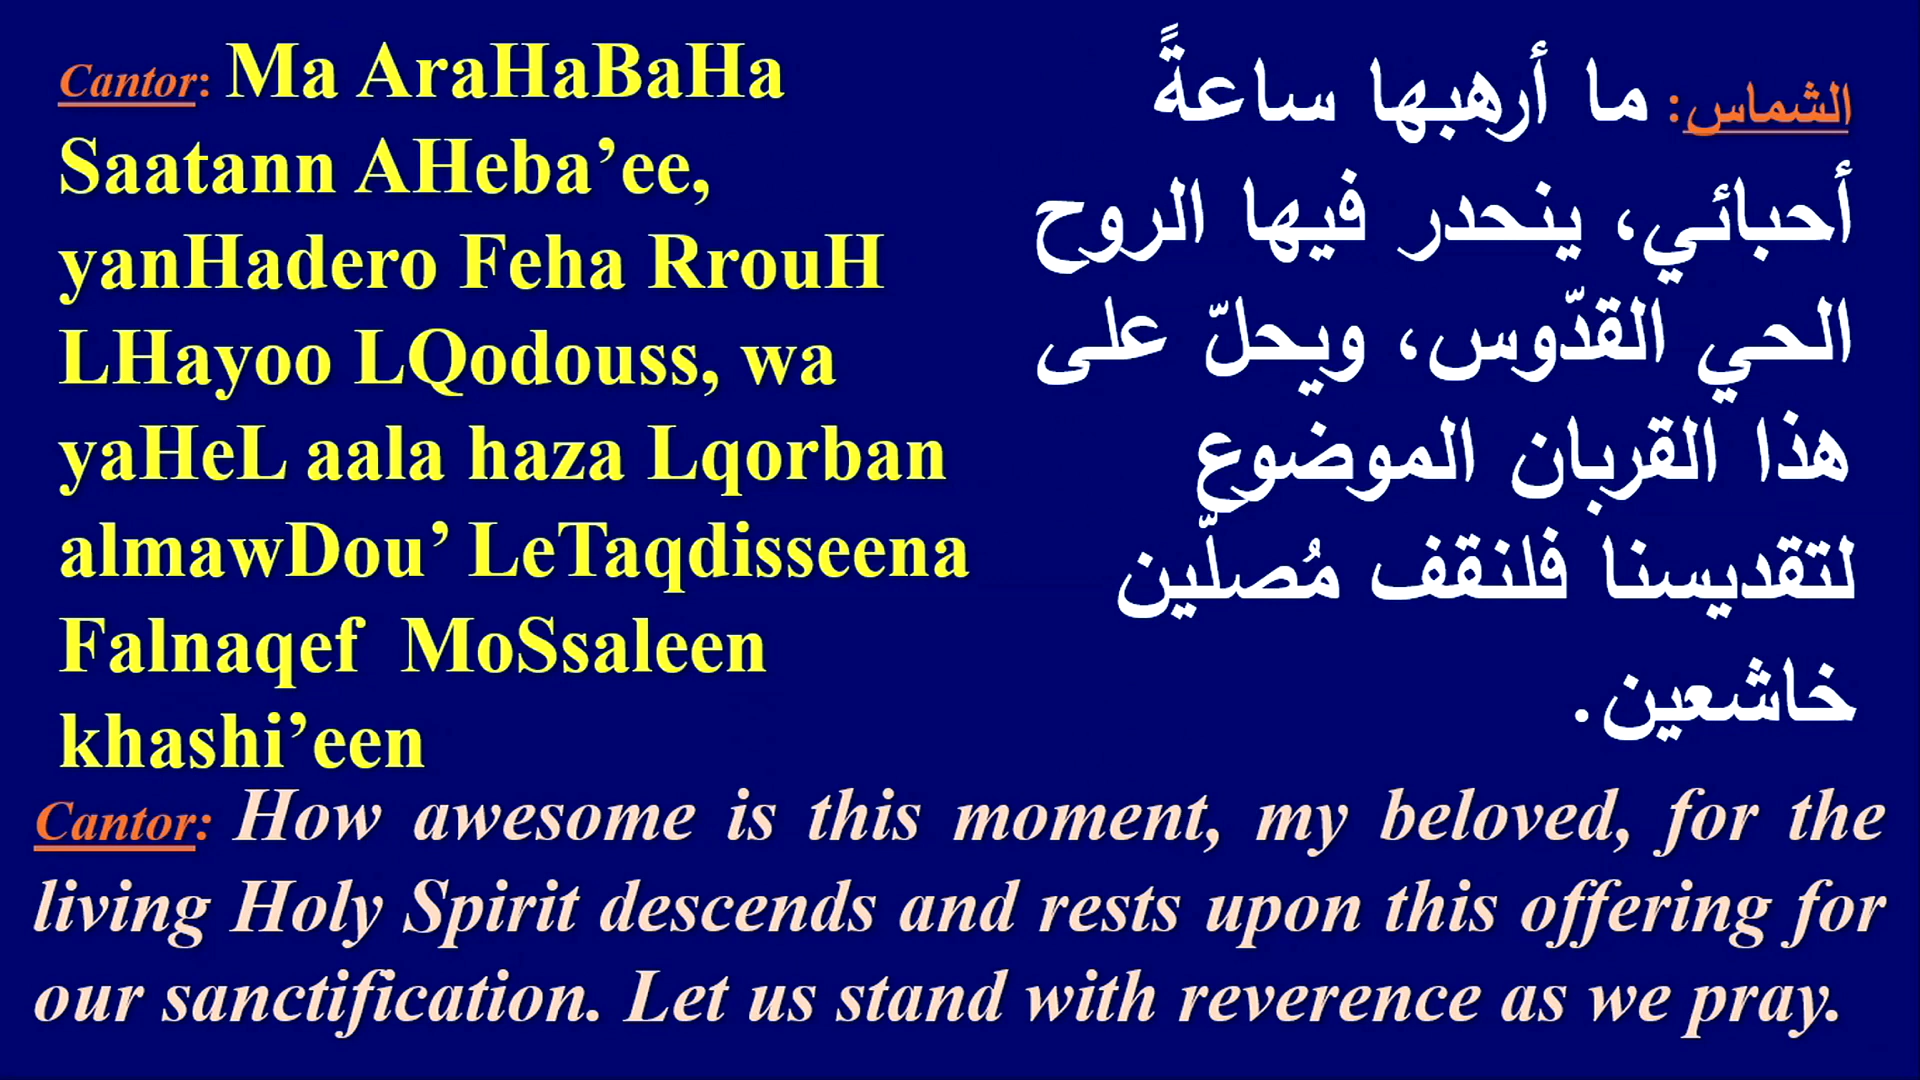 Cantor: Ma AraHaBaHa
Saatann AHeba’ee,
yanHadero Feha RrouH
LHayoo LQodouss, wa
yaHeL aala haza Lqorban
almawDou’ LeTaqdisseena
Falnaqef  MoSsaleen
khashi’een
الشماس: ما أرهبها ساعةً
أحبائي، ينحدر فيها الروح
الحي القدّوس، ويحلّ على
هذا القربان الموضوع
لتقديسنا فلنقف مُصلّين
خاشعين.
Cantor: How awesome is this moment, my beloved, for the
living Holy Spirit descends and rests upon this offering for
our sanctification. Let us stand with reverence as we pray.